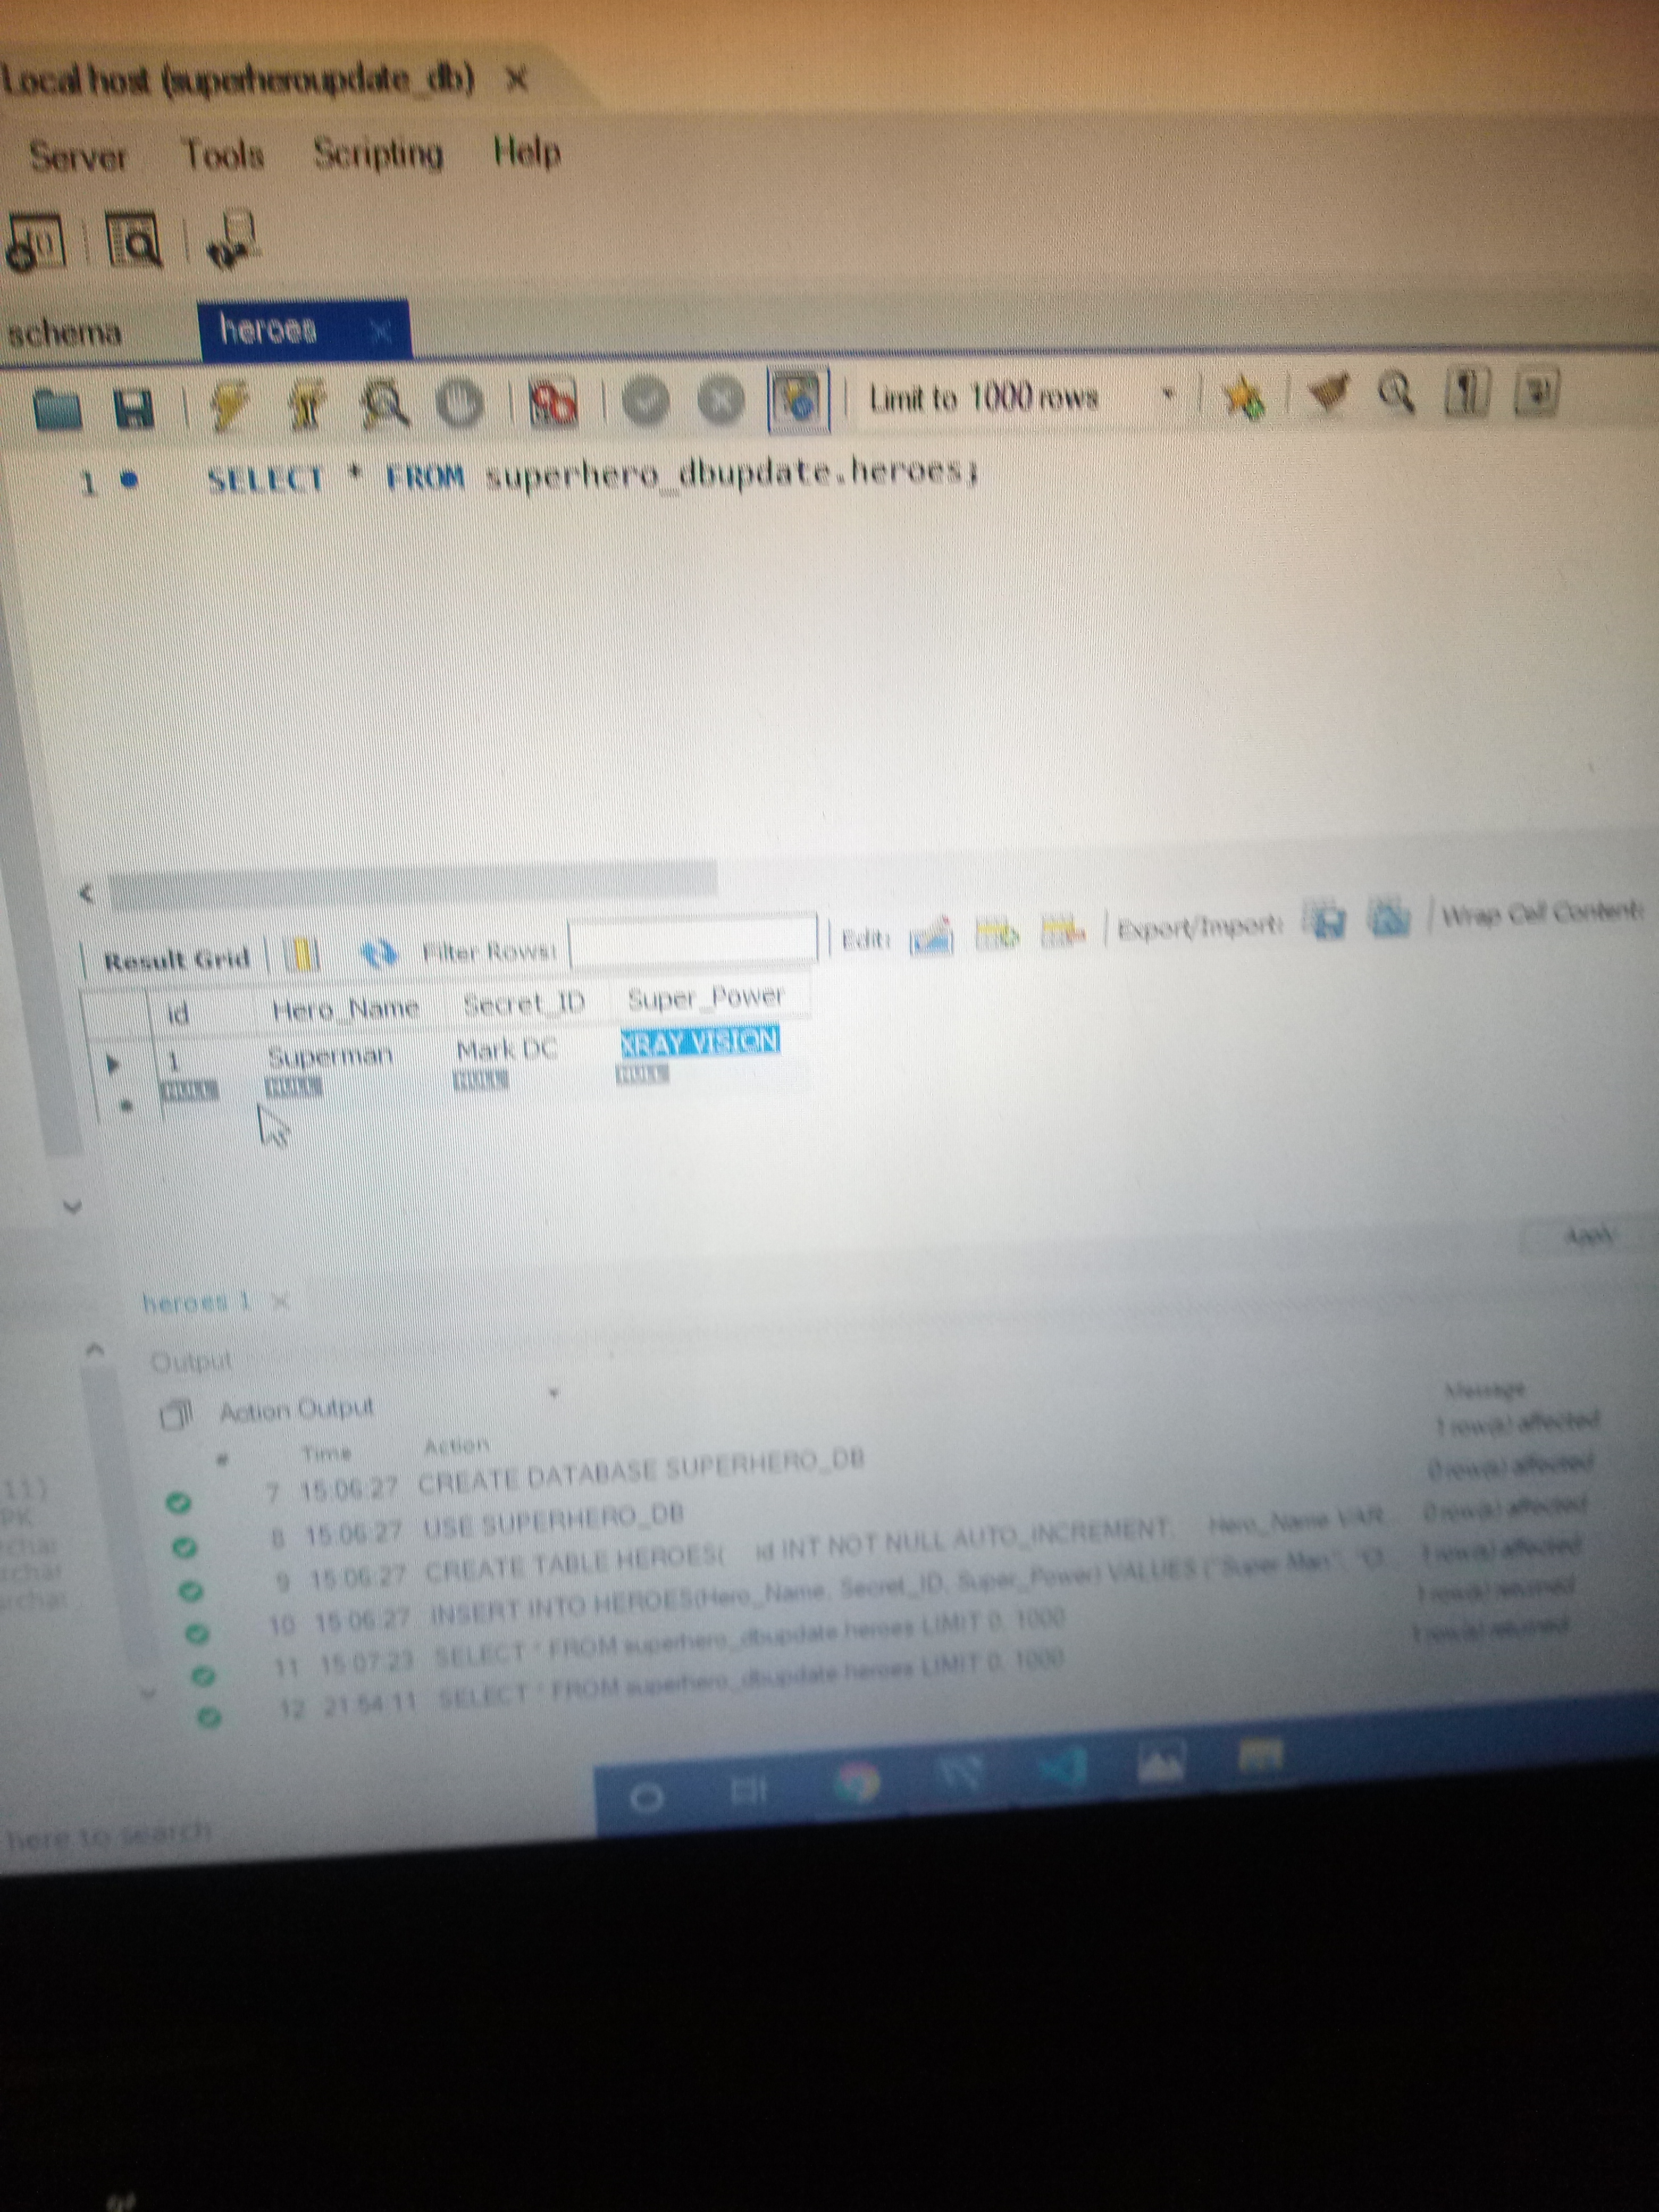 Local host (superheroupdate_db)
Server Tools Scripting Help
schema heroes
Limit to 1000 rows
1 SELECT * FROM superhero_dbupdate.heroes;
Result Grid Filter Rows: Edit: Export/Import: Wrap Cell Content:
id Hero_Name Secret_ID Super_Power
1 Superman Mark DC XRAY VISION
NULL NULL NULL NULL
Apply
heroes 1
Output
Action Output
# Time Action Message
7 15:06:27 CREATE DATABASE SUPERHERO_DB 1 row(s) affected
8 15:06:27 USE SUPERHERO_DB 0 row(s) affected
9 15:06:27 CREATE TABLE HEROES( id INT NOT NULL AUTO_INCREMENT, Hero_Name VAR... 0 row(s) affected
10 15:06:27 INSERT INTO HEROES(Hero_Name, Secret_ID, Super_Power) VALUES ("Super Man", 1 row(s) affected
11 15:07:23 SELECT * FROM superhero_dbupdate.heroes LIMIT 0, 1000 1 row(s) returned
12 21:54:11 SELECT * FROM superhero_dbupdate.heroes LIMIT 0, 1000 1 row(s) returned
11)
PK
rchar
rchar
archar
here to search